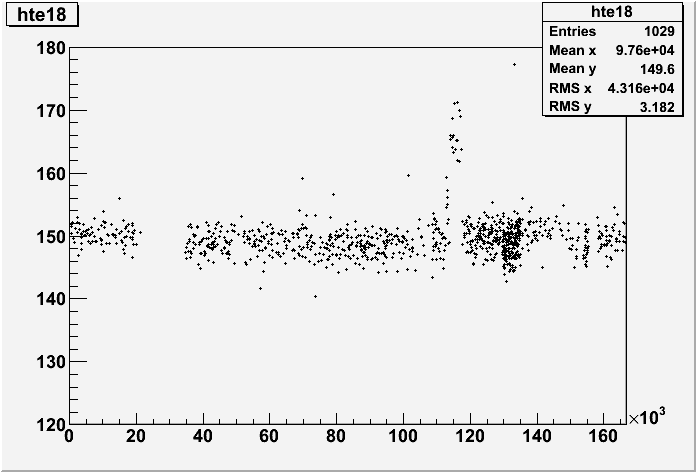 hte18
hte18
Entries 1029
Mean x 9.76e+04
Mean y 149.6
RMS x 4.316e+04
RMS y 3.182
180
170
160
150
140
130
120
0 20 40 60 80 100 120 140 160
×10³